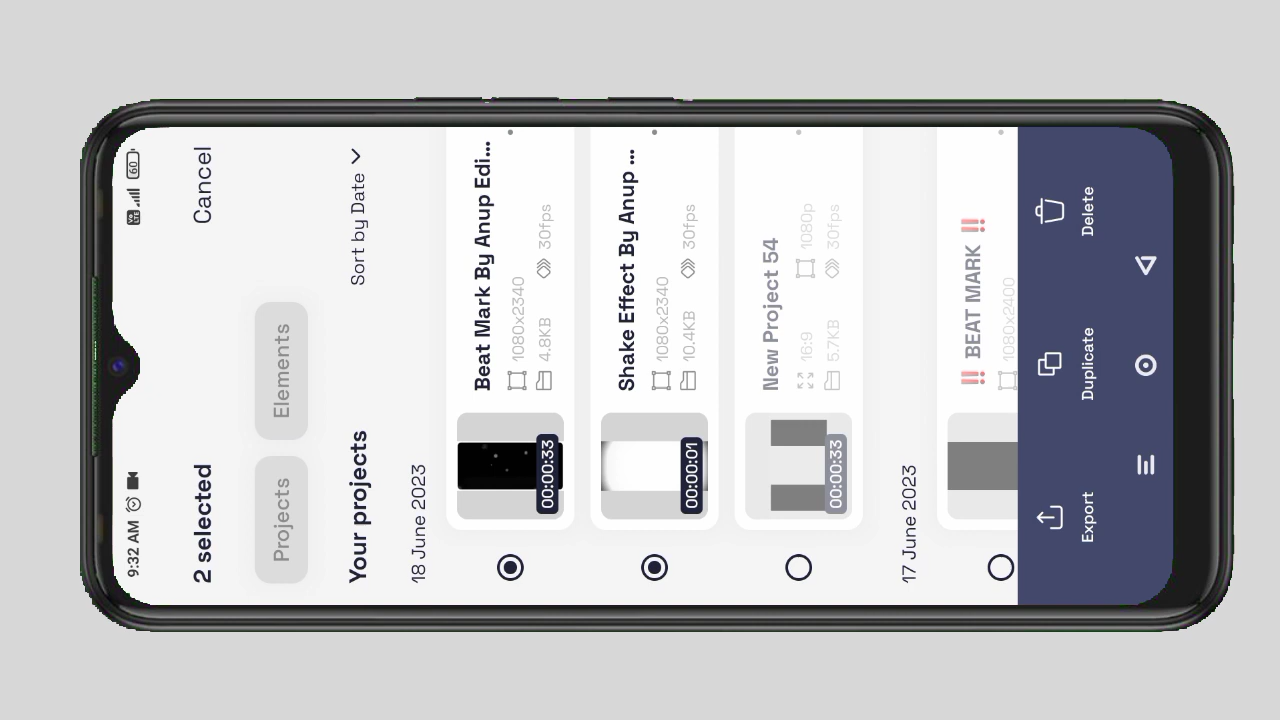 9:32 AM
60
2 selected
Cancel
Projects
Elements
Your projects
Sort by Date
18 June 2023
Beat Mark By Anup Edi...
1080x2340
4.8KB
30fps
00:00:33
Shake Effect By Anup ...
1080x2340
10.4KB
30fps
00:00:01
New Project 54
16:9
1080p
5.7KB
30fps
00:00:33
17 June 2023
‼️ BEAT MARK ‼️
1080x2400
Export
Duplicate
Delete